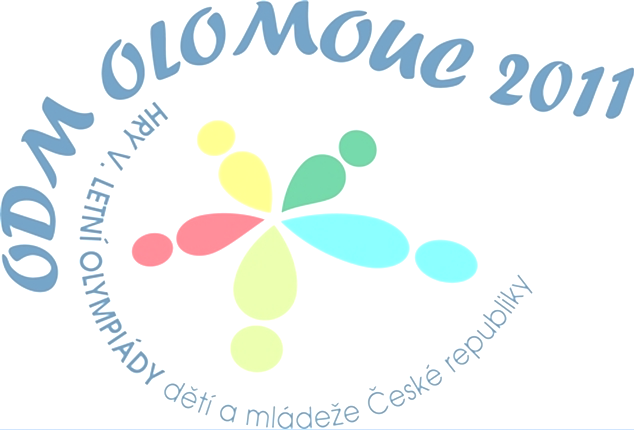 ODM OLOMOUC 2011
HRY V. LETNÍ OLYMPIÁDY dětí a mládeže České republiky